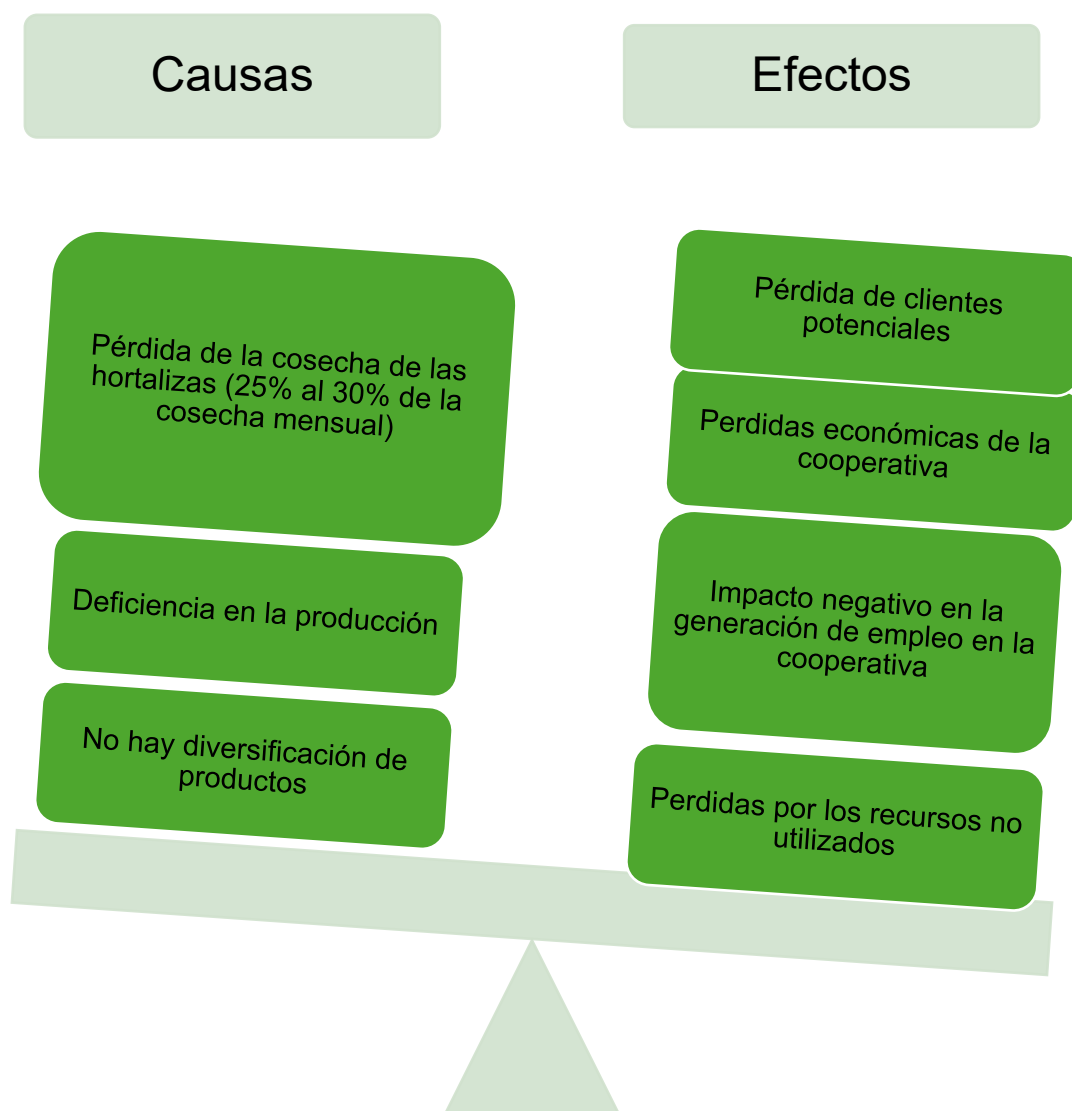 Causas
Pérdida de la cosecha de las
hortalizas (25% al 30% de la
cosecha mensual)
Deficiencia en la producción
No hay diversificación de
productos
Efectos
Pérdida de clientes
potenciales
Perdidas económicas de la
cooperativa
Impacto negativo en la
generación de empleo en la
cooperativa
Perdidas por los recursos no
utilizados